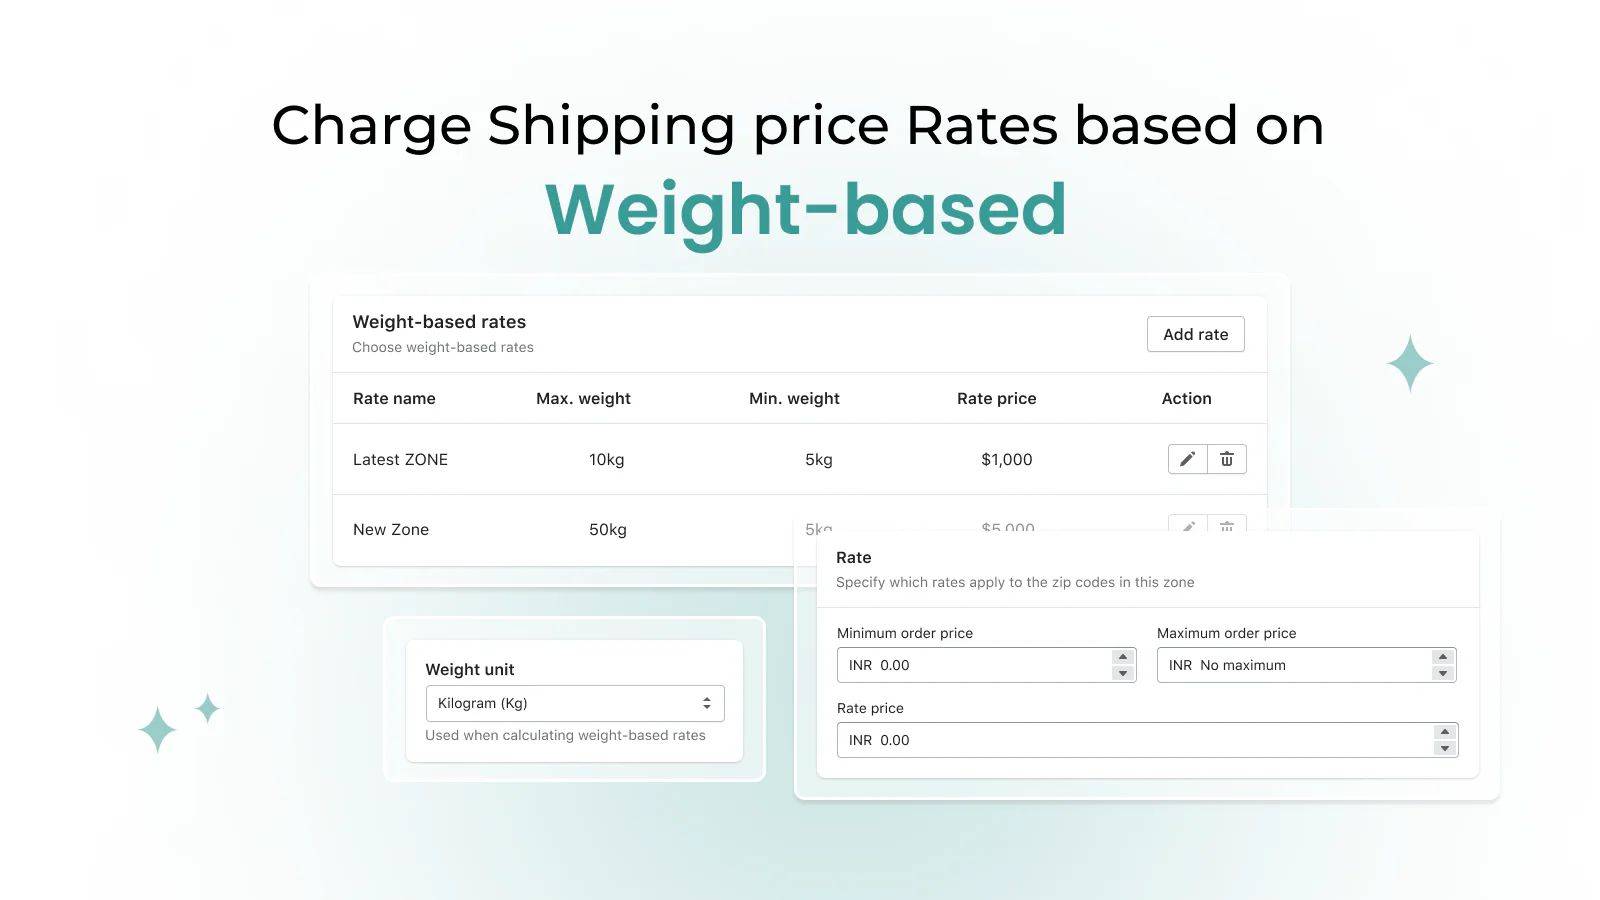 Charge Shipping price Rates based on
Weight-based
Weight-based rates
Choose weight-based rates
Add rate
Rate name Max. weight Min. weight Rate price Action
Latest ZONE 10kg 5kg $1,000
New Zone 50kg 5kg $5,000
Rate
Specify which rates apply to the zip codes in this zone
Minimum order price Maximum order price
INR 0.00 INR No maximum
Rate price
INR 0.00
Weight unit
Kilogram (Kg)
Used when calculating weight-based rates